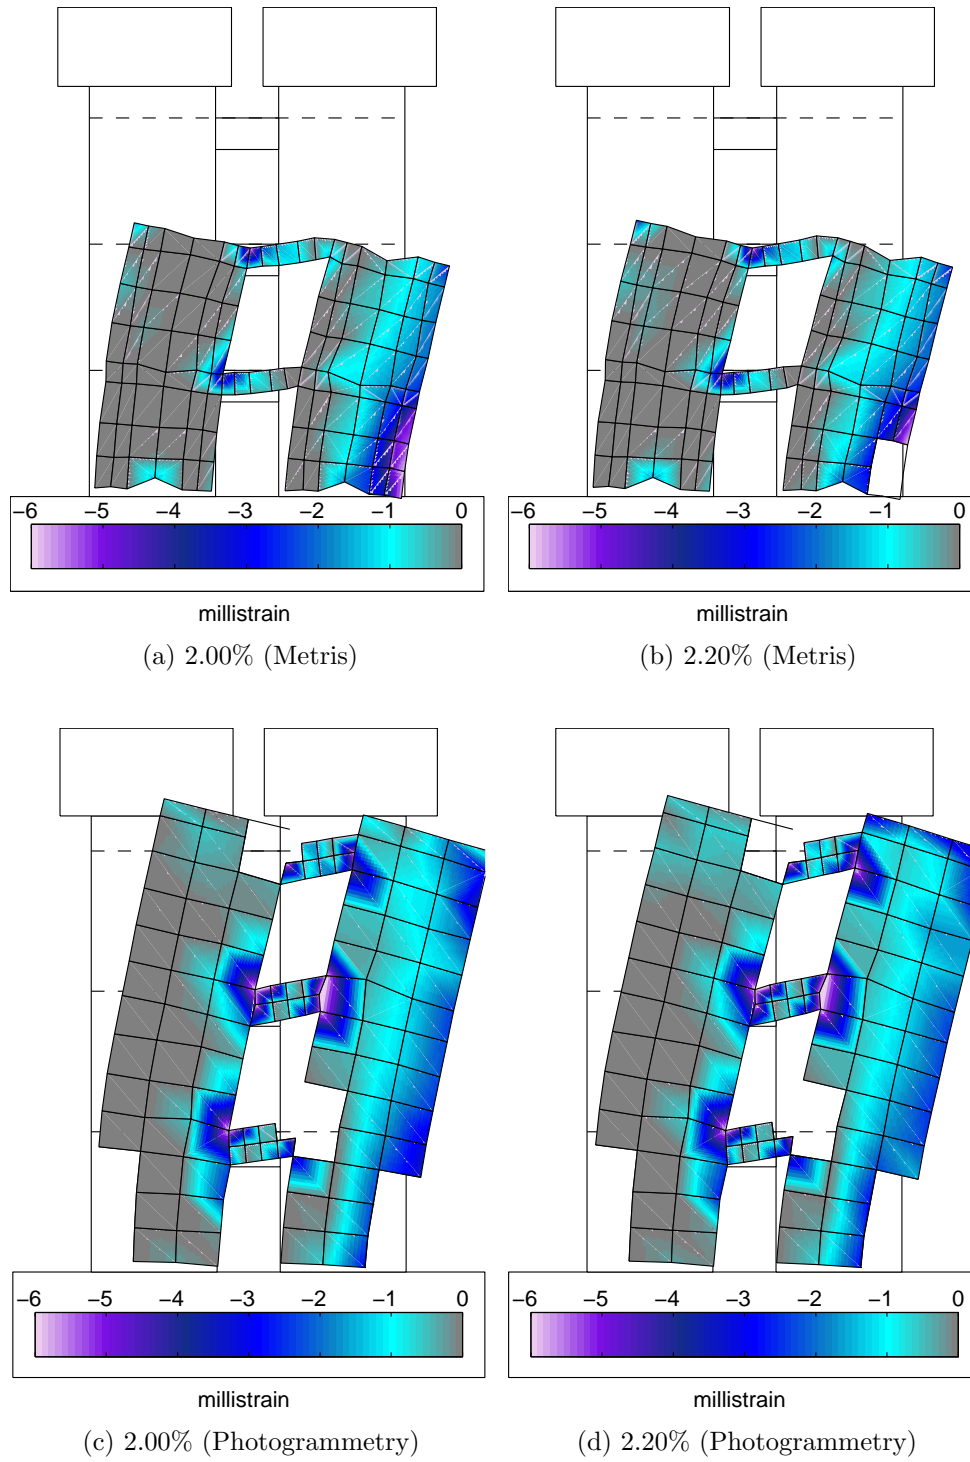 −6 −5 −4 −3 −2 −1 0
millistrain
(a) 2.00% (Metris)
−6 −5 −4 −3 −2 −1 0
millistrain
(b) 2.20% (Metris)
−6 −5 −4 −3 −2 −1 0
millistrain
(c) 2.00% (Photogrammetry)
−6 −5 −4 −3 −2 −1 0
millistrain
(d) 2.20% (Photogrammetry)